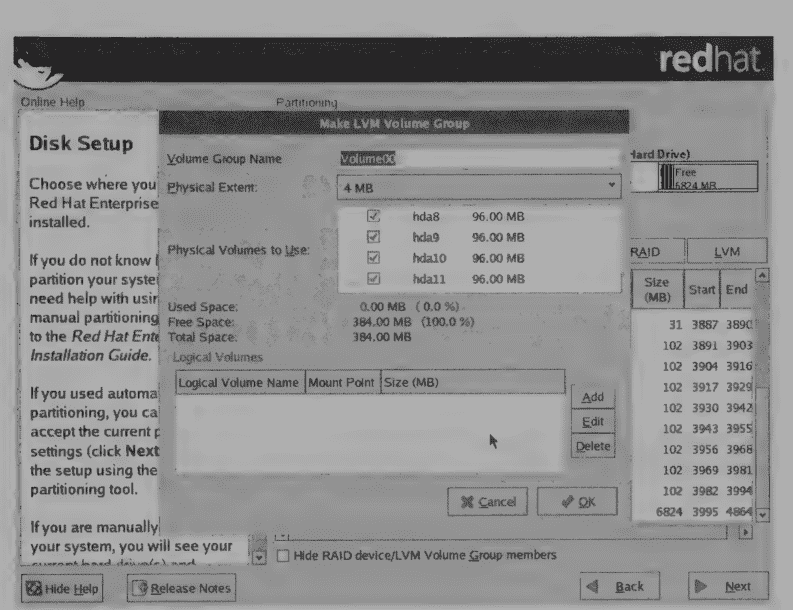 redhat.
Online Help
Partitioning
Make LVM Volume Group
Disk Setup
Choose where you
Red Hat Enterprise
installed.
If you do not know
partition your system
need help with using
manual partitioning
to the Red Hat Ente
Installation Guide.
If you used automa
partitioning, you ca
accept the current p
settings (click Next
the setup using the
partitioning tool.
If you are manually
your system, you will see your
current hard drive(s) and
Volume Group Name
Volume00
Physical Extent:
4 MB
Physical Volumes to Use:
hda8 96.00 MB
hda9 96.00 MB
hda10 96.00 MB
hda11 96.00 MB
Used Space: 0.00 MB (0.0 %)
Free Space: 384.00 MB (100.0 %)
Total Space: 384.00 MB
Logical Volumes
Logical Volume Name Mount Point Size (MB)
Add
Edit
Delete
Cancel
OK
Hard Drive)
Free
6824 MB
RAID
LVM
Size (MB) Start End
31 3887 3890
102 3891 3903
102 3904 3916
102 3917 3929
102 3930 3942
102 3943 3955
102 3956 3968
102 3969 3981
102 3982 3994
6824 3995 4864
Hide RAID device/LVM Volume Group members
Hide Help
Release Notes
Back
Next